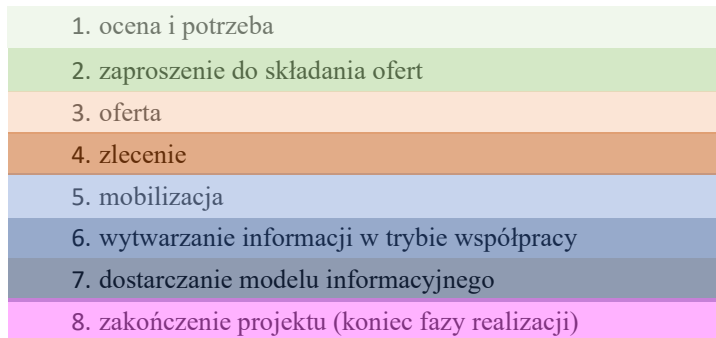 1. ocena i potrzeba
2. zaproszenie do składania ofert
3. oferta
4. zlecenie
5. mobilizacja
6. wytwarzanie informacji w trybie współpracy
7. dostarczanie modelu informacyjnego
8. zakończenie projektu (koniec fazy realizacji)